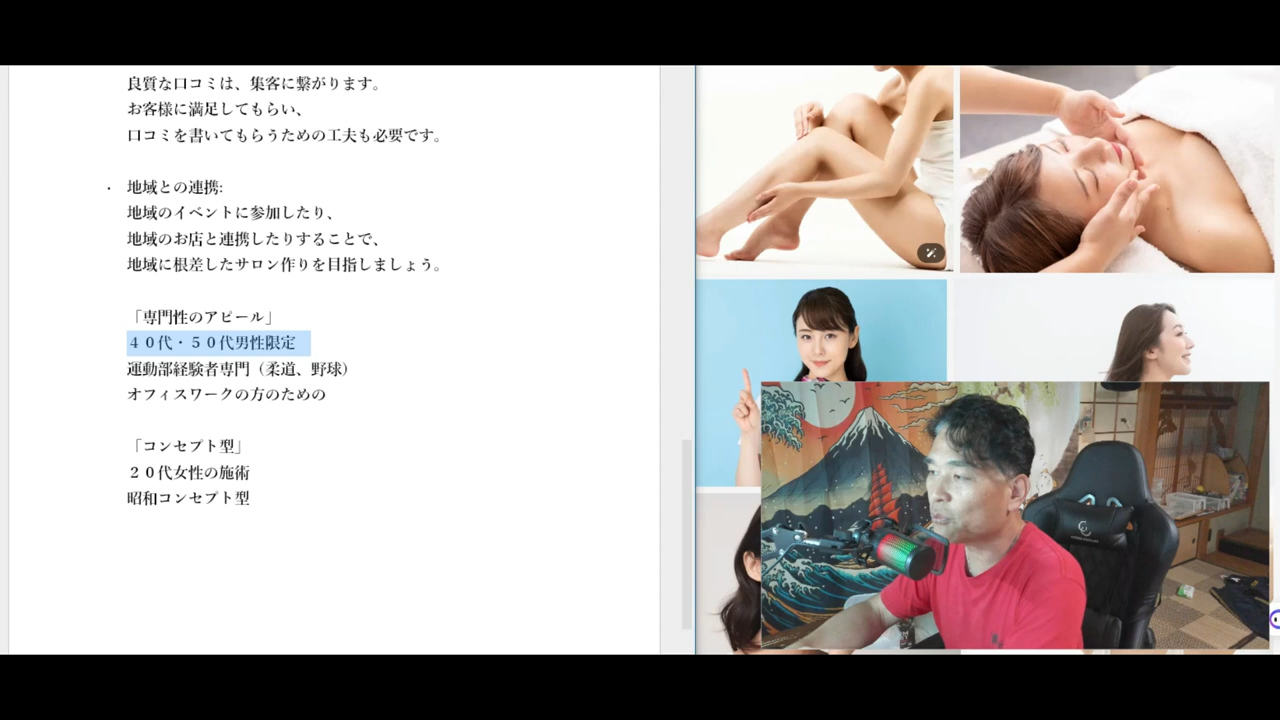 良質な口コミは、集客に繋がります。
お客様に満足してもらい、
口コミを書いてもらうための工夫も必要です。
・ 地域との連携:
地域のイベントに参加したり、
地域のお店と連携したりすることで、
地域に根差したサロン作りを目指しましょう。
「専門性のアピール」
４０代・５０代男性限定
運動部経験者専門（柔道、野球）
オフィスワークの方のための
「コンセプト型」
２０代女性の施術
昭和コンセプト型